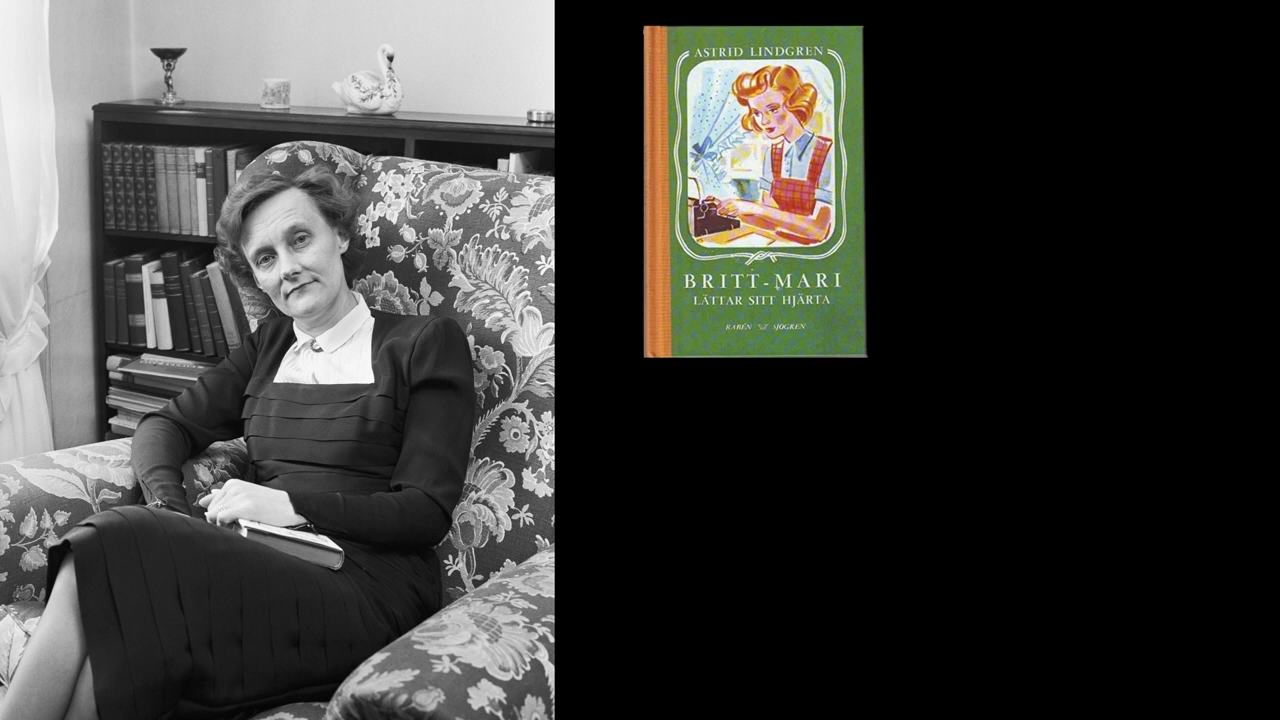 ASTRID LINDGREN
BRITT-MARI
LÄTTAR SITT HJÄRTA
RABÉN SJÖGREN